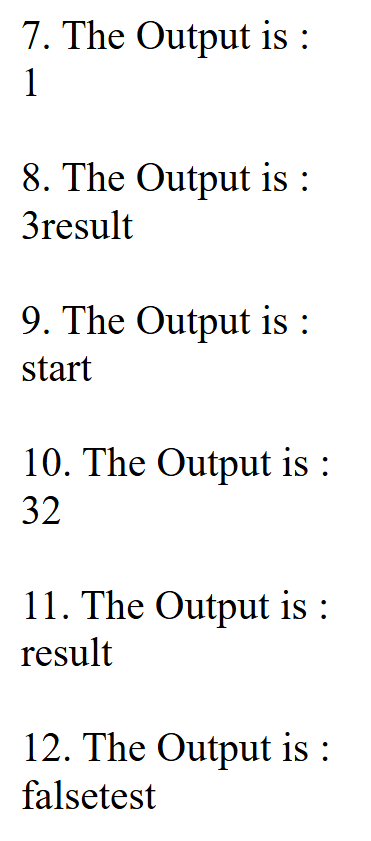 7. The Output is :
1
8. The Output is :
3result
9. The Output is :
start
10. The Output is :
32
11. The Output is :
result
12. The Output is :
falsetest